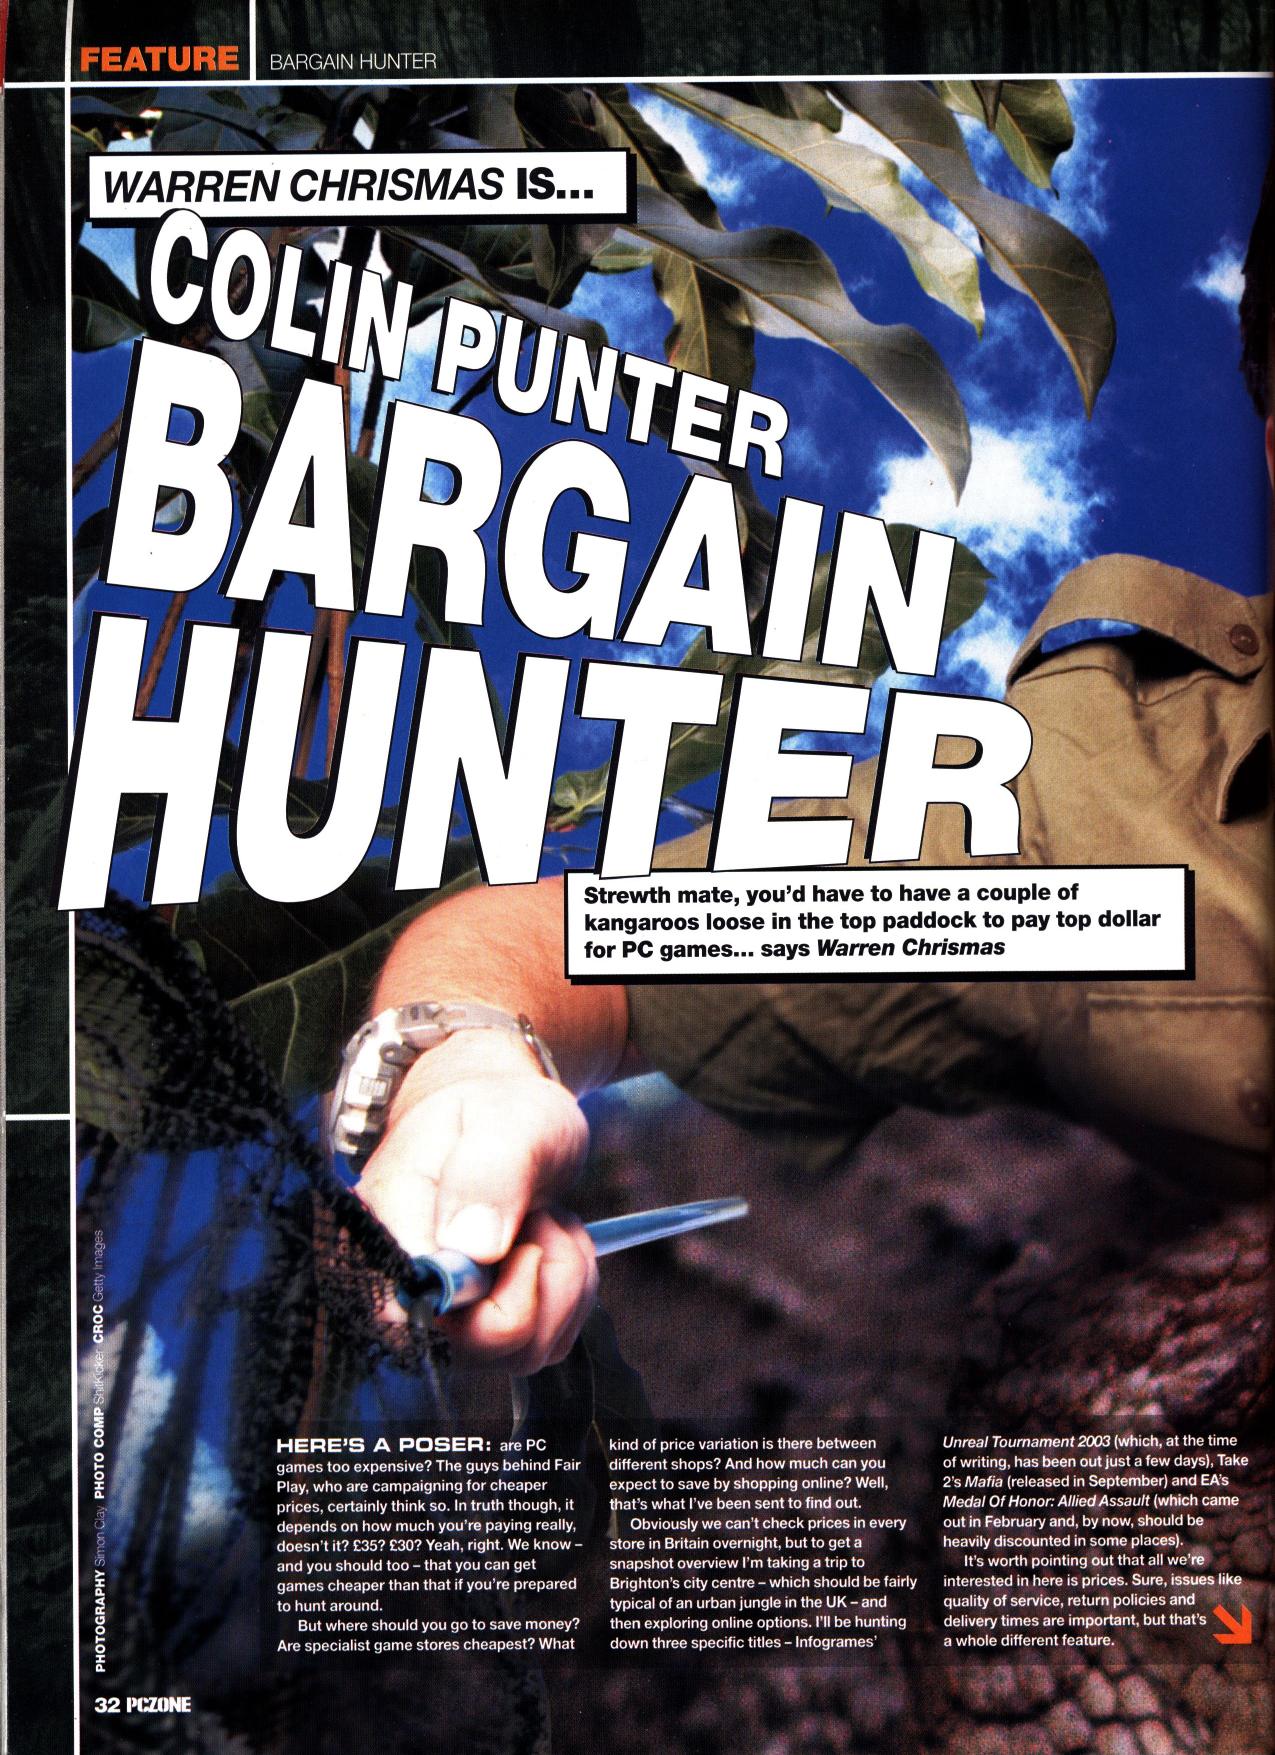 FEATURE
BARGAIN HUNTER
WARREN CHRISMAS IS...
COLIN PUNTER
BARGAIN
HUNTER
Strewth mate, you'd have to have a couple of
kangaroos loose in the top paddock to pay top dollar
for PC games... says Warren Chrismas
PHOTOGRAPHY Simon Clay PHOTO COMP ShitKicker CROC Getty Images
HERE'S A POSER: are PC
games too expensive? The guys behind Fair
Play, who are campaigning for cheaper
prices, certainly think so. In truth though, it
depends on how much you're paying really,
doesn't it? £35? £30? Yeah, right. We know –
and you should too – that you can get
games cheaper than that if you're prepared
to hunt around.
But where should you go to save money?
Are specialist game stores cheapest? What
kind of price variation is there between
different shops? And how much can you
expect to save by shopping online? Well,
that's what I've been sent to find out.
Obviously we can't check prices in every
store in Britain overnight, but to get a
snapshot overview I'm taking a trip to
Brighton's city centre – which should be fairly
typical of an urban jungle in the UK – and
then exploring online options. I'll be hunting
down three specific titles – Infogrames'
Unreal Tournament 2003 (which, at the time
of writing, has been out just a few days), Take
2's Mafia (released in September) and EA's
Medal Of Honor: Allied Assault (which came
out in February and, by now, should be
heavily discounted in some places).
It's worth pointing out that all we're
interested in here is prices. Sure, issues like
quality of service, return policies and
delivery times are important, but that's
a whole different feature.
32 PCZONE